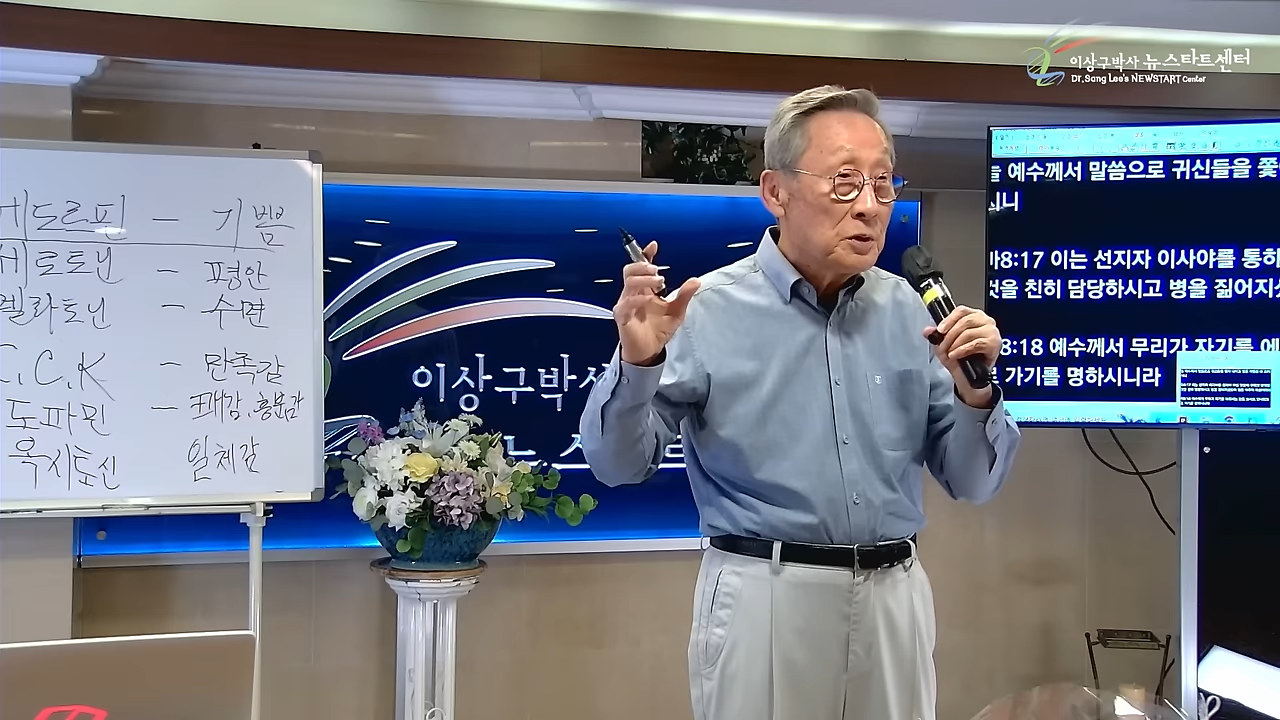 이상구박사 뉴스타트센터
Dr. Sang Lee's NEWSTART Center
도르핀 - 기쁨
세로토닌 - 평안
멜라토닌 - 수면
C.C.K - 만족감
도파민 - 쾌감, 흥분감
옥시토신 일체감
이상구박
뉴스
예수께서 말씀으로 귀신들을 쫓
시니
8:17 이는 선지자 이사야를 통하
것을 친히 담당하시고 병을 짊어지
8:18 예수께서 무리가 자기를 에
가기를 명하시니라